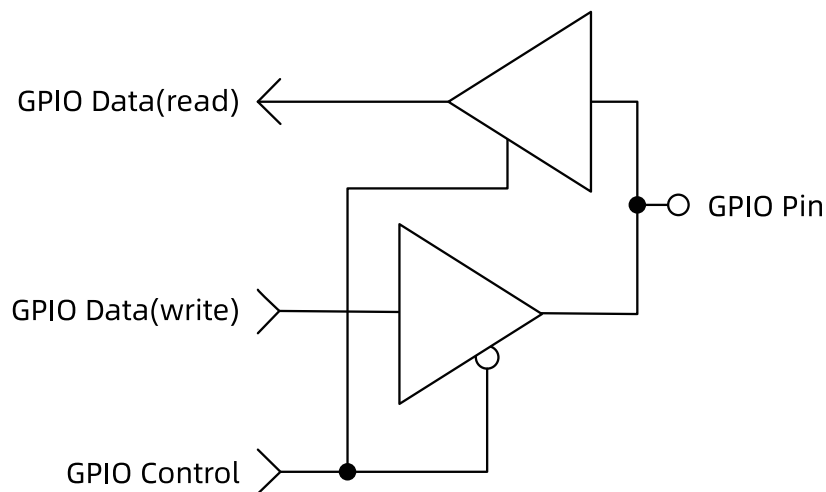 GPIO Data(read)
GPIO Pin
GPIO Data(write)
GPIO Control